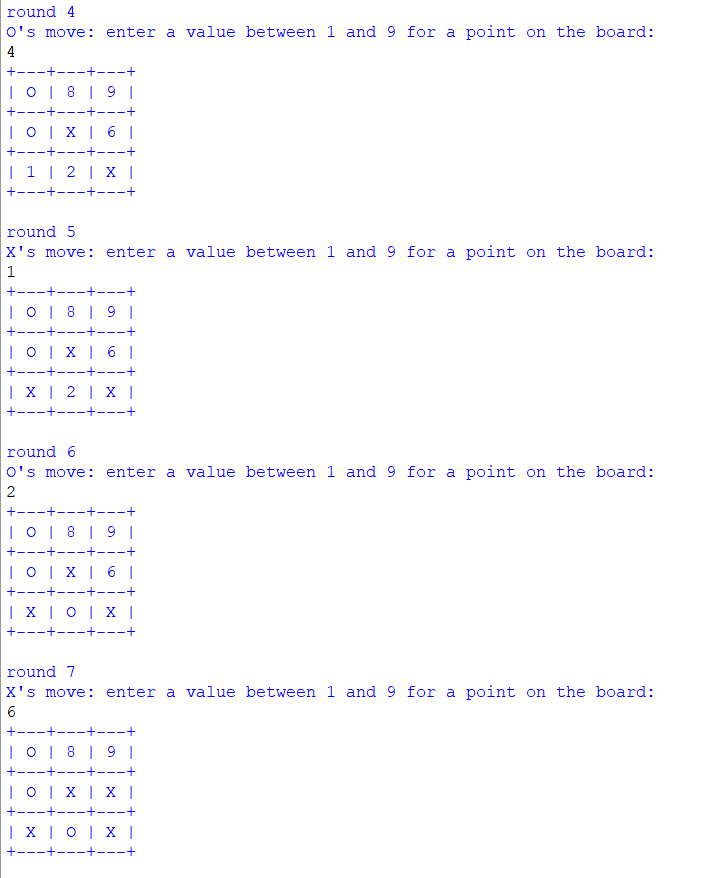 round 4
O's move: enter a value between 1 and 9 for a point on the board:
4
+---+---+---+
| O | 8 | 9 |
+---+---+---+
| O | X | 6 |
+---+---+---+
| 1 | 2 | X |
+---+---+---+

round 5
X's move: enter a value between 1 and 9 for a point on the board:
1
+---+---+---+
| O | 8 | 9 |
+---+---+---+
| O | X | 6 |
+---+---+---+
| X | 2 | X |
+---+---+---+

round 6
O's move: enter a value between 1 and 9 for a point on the board:
2
+---+---+---+
| O | 8 | 9 |
+---+---+---+
| O | X | 6 |
+---+---+---+
| X | O | X |
+---+---+---+

round 7
X's move: enter a value between 1 and 9 for a point on the board:
6
+---+---+---+
| O | 8 | 9 |
+---+---+---+
| O | X | X |
+---+---+---+
| X | O | X |
+---+---+---+